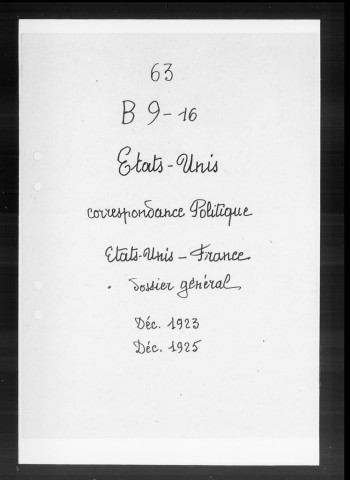 63
B 9-16
Etats-Unis
correspondance Politique
Etats-Unis - France
. dossier général
Déc. 1923
Déc. 1925